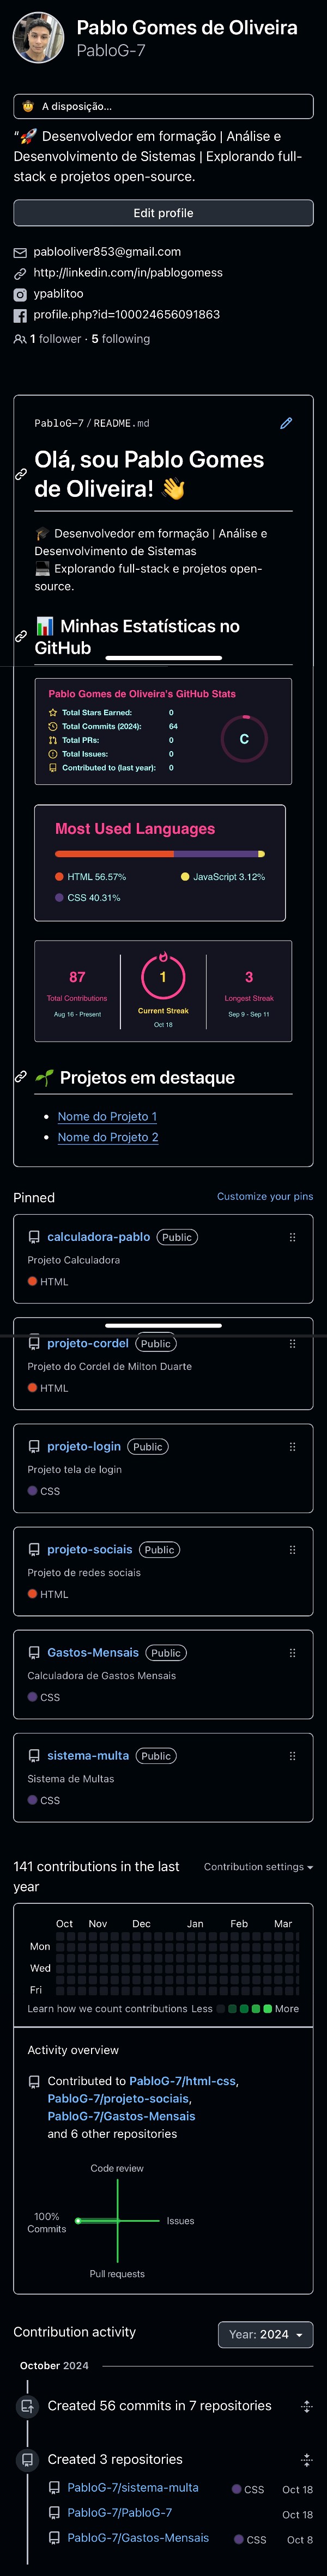 Pablo Gomes de Oliveira
PabloG-7
🤠 A disposição...
"🚀 Desenvolvedor em formação | Análise e
Desenvolvimento de Sistemas | Explorando full-
stack e projetos open-source.
Edit profile
pablooliver853@gmail.com
http://linkedin.com/in/pablogomess
ypablitoo
profile.php?id=100024656091863
1 follower · 5 following
PabloG-7/README.md
Olá, sou Pablo Gomes
de Oliveira! 👋
🎓 Desenvolvedor em formação | Análise e
Desenvolvimento de Sistemas
💻 Explorando full-stack e projetos open-
source.
📊 Minhas Estatísticas no
GitHub
Pablo Gomes de Oliveira's GitHub Stats
Total Stars Earned: 0
Total Commits (2024): 64
Total PRs: 0
Total Issues: 0
Contributed to (last year): 0
C
Most Used Languages
HTML 56.57%
JavaScript 3.12%
CSS 40.31%
87
Total Contributions
Aug 16 - Present
1
Current Streak
Oct 18
3
Longest Streak
Sep 9 - Sep 11
🌱 Projetos em destaque
• Nome do Projeto 1
• Nome do Projeto 2
Pinned
Customize your pins
calculadora-pablo Public
Projeto Calculadora
HTML
projeto-cordel Public
Projeto do Cordel de Milton Duarte
HTML
projeto-login Public
Projeto tela de login
CSS
projeto-sociais Public
Projeto de redes sociais
HTML
Gastos-Mensais Public
Calculadora de Gastos Mensais
CSS
sistema-multa Public
Sistema de Multas
CSS
141 contributions in the last
year
Contribution settings
Oct Nov Dec Jan Feb Mar
Mon
Wed
Fri
Learn how we count contributions Less More
Activity overview
Contributed to PabloG-7/html-css,
PabloG-7/projeto-sociais,
PabloG-7/Gastos-Mensais
and 6 other repositories
Code review
100%
Commits
Issues
Pull requests
Contribution activity
Year: 2024
October 2024
Created 56 commits in 7 repositories
Created 3 repositories
PabloG-7/sistema-multa CSS Oct 18
PabloG-7/PabloG-7 Oct 18
PabloG-7/Gastos-Mensais CSS Oct 8